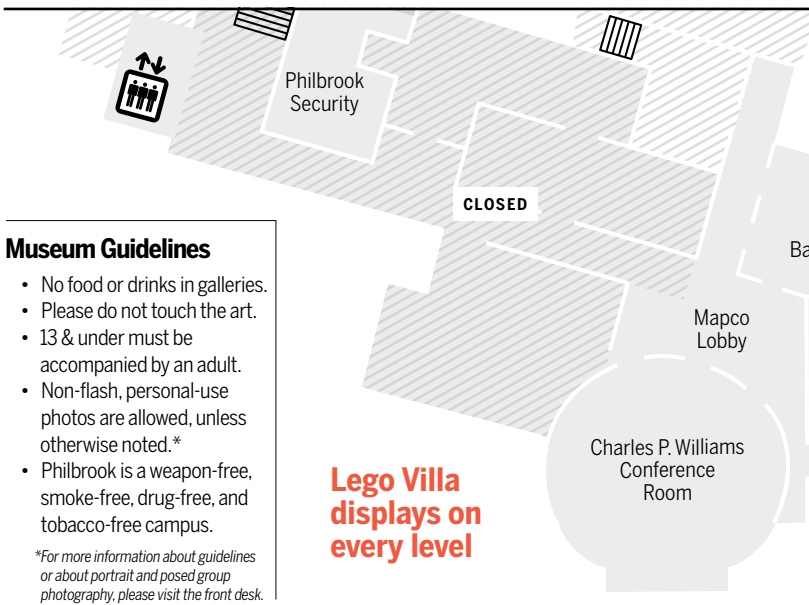 Philbrook
Security
CLOSED
Museum Guidelines
• No food or drinks in galleries.
• Please do not touch the art.
• 13 & under must be
accompanied by an adult.
• Non-flash, personal-use
photos are allowed, unless
otherwise noted.*
• Philbrook is a weapon-free,
smoke-free, drug-free, and
tobacco-free campus.
*For more information about guidelines
or about portrait and posed group
photography, please visit the front desk.
Lego Villa
displays on
every level
Ba
Mapco
Lobby
Charles P. Williams
Conference
Room